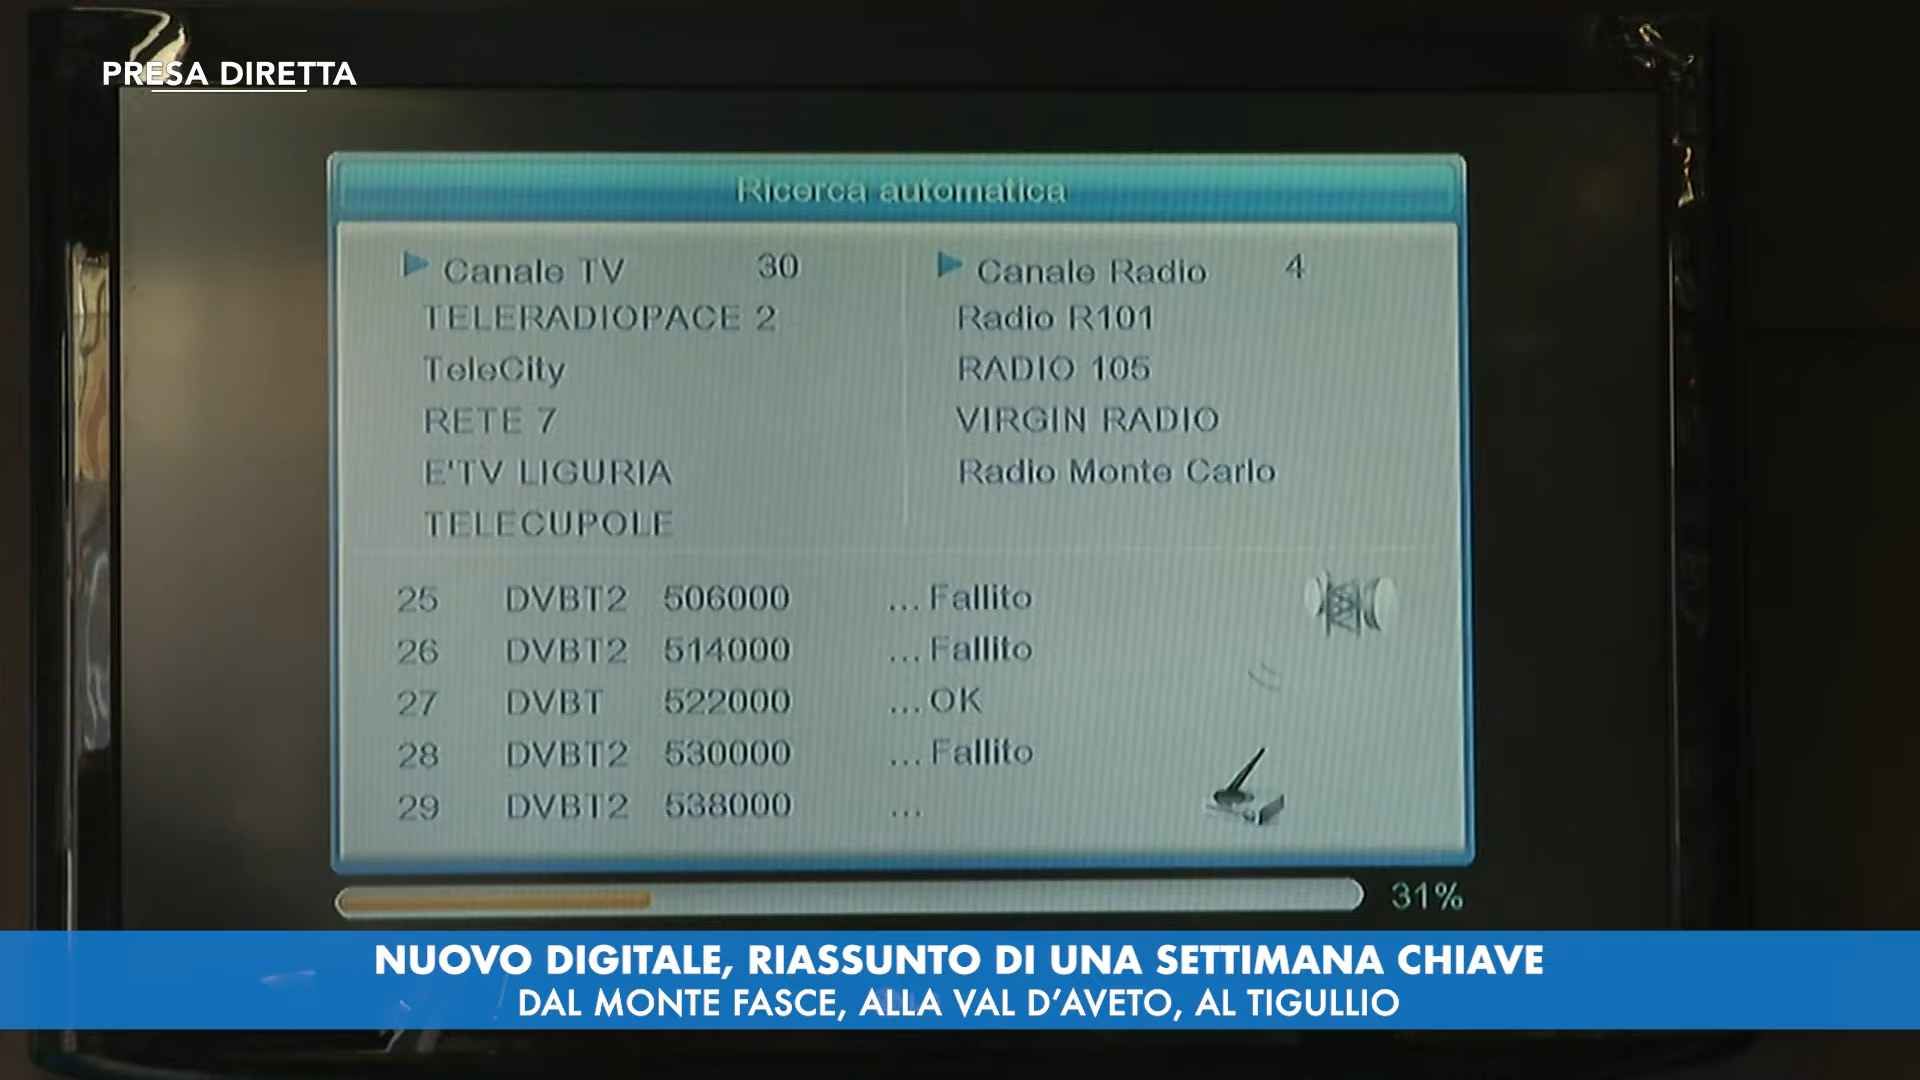 PRESA DIRETTA
Ricerca automatica
Canale TV 30
TELERADIOPACE 2
TeleCity
RETE 7
E'TV LIGURIA
TELECUPOLE
Canale Radio 4
Radio R101
RADIO 105
VIRGIN RADIO
Radio Monte Carlo
25 DVBT2 506000 ...Fallito
26 DVBT2 514000 ...Fallito
27 DVBT 522000 ...OK
28 DVBT2 530000 ...Fallito
29 DVBT2 538000 ...
31%
NUOVO DIGITALE, RIASSUNTO DI UNA SETTIMANA CHIAVE
DAL MONTE FASCE, ALLA VAL D’AVETO, AL TIGULLIO